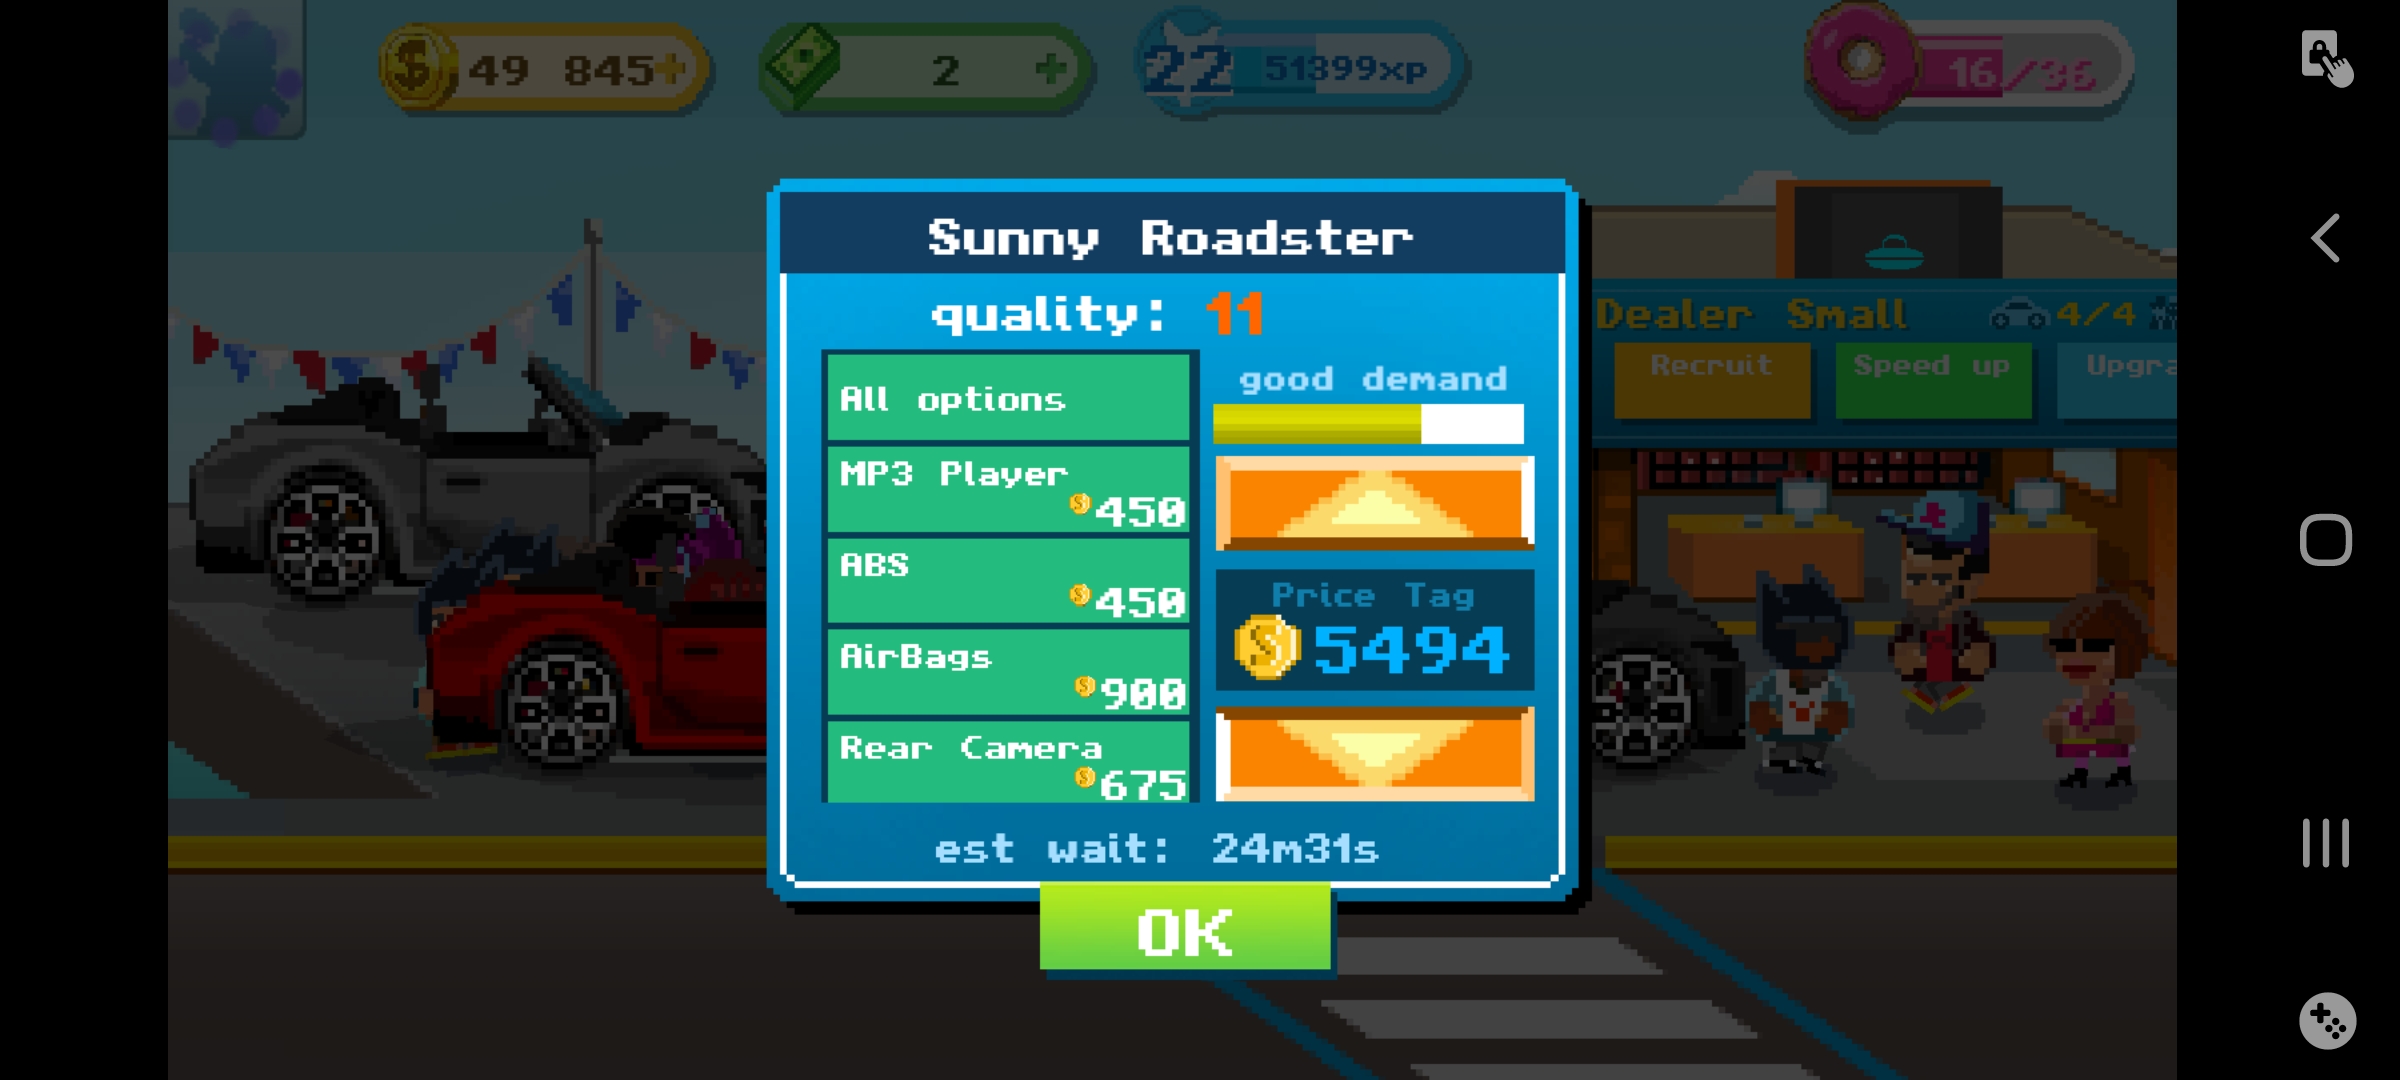 49 845+
2 +
22 51399xp
16/36
Sunny Roadster
quality: 11
All options
MP3 Player
450
ABS
450
AirBags
900
Rear Camera
675
good demand
Price Tag
5494
est wait: 24m31s
OK
Dealer Small 4/4
Recruit
Speed up
Upgra